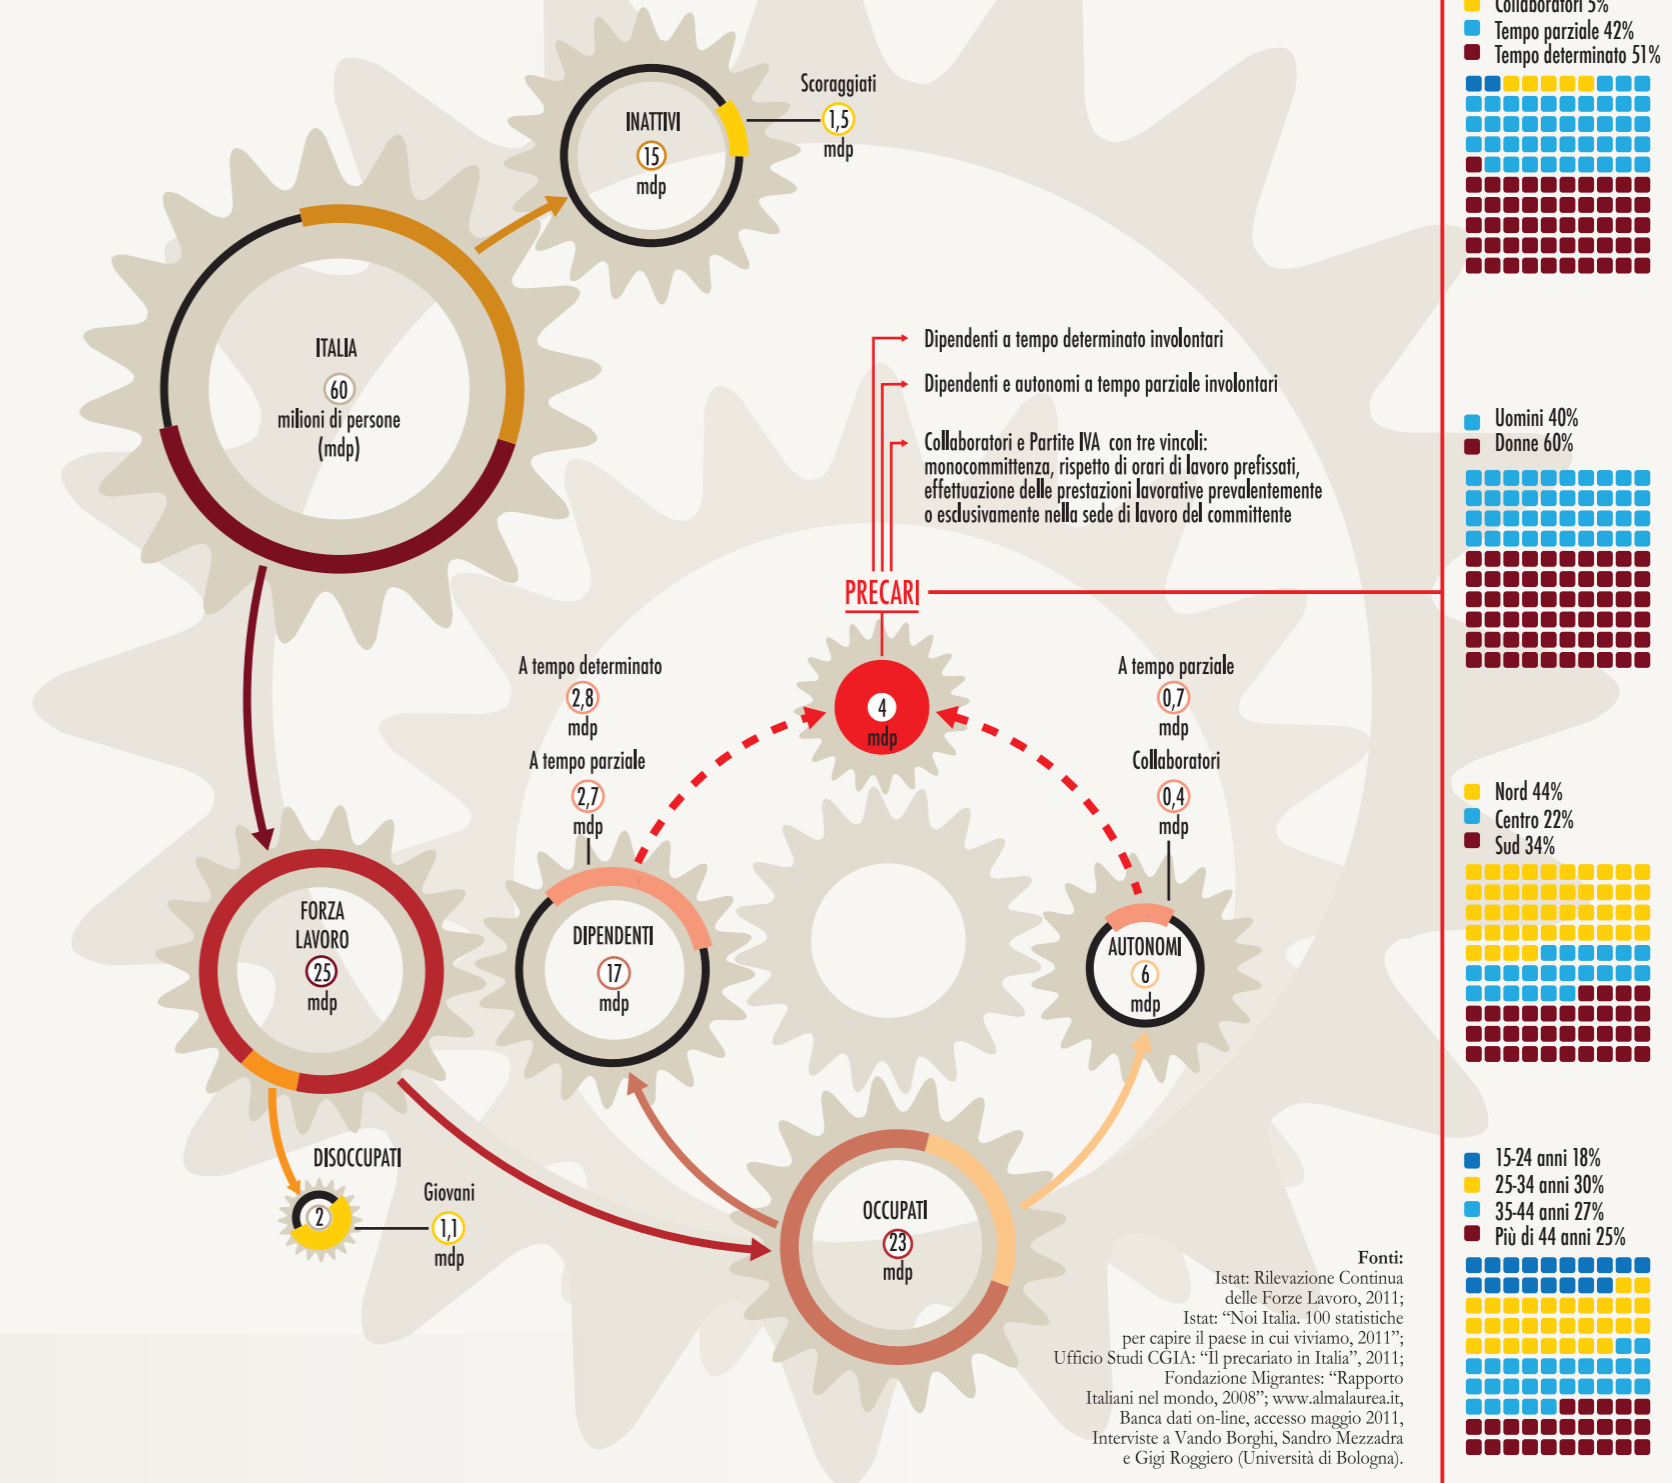 Collaboratori 5%
Tempo parziale 42%
Tempo determinato 51%
Scoraggiati
1,5
mdp
INATTIVI
15
mdp
ITALIA
60
milioni di persone
(mdp)
Dipendenti a tempo determinato involontari
Dipendenti e autonomi a tempo parziale involontari
Collaboratori e Partite IVA con tre vincoli:
monocommittenza, rispetto di orari di lavoro prefissati,
effettuazione delle prestazioni lavorative prevalentemente
o esclusivamente nella sede di lavoro del committente
Uomini 40%
Donne 60%
PRECARI
4
mdp
A tempo determinato
2,8
mdp
A tempo parziale
2,7
mdp
A tempo parziale
0,7
mdp
Collaboratori
0,4
mdp
Nord 44%
Centro 22%
Sud 34%
FORZA
LAVORO
25
mdp
DIPENDENTI
17
mdp
AUTONOMI
6
mdp
DISOCCUPATI
2
Giovani
1,1
mdp
OCCUPATI
23
mdp
15-24 anni 18%
25-34 anni 30%
35-44 anni 27%
Più di 44 anni 25%
Fonti:
Istat: Rilevazione Continua
delle Forze Lavoro, 2011;
Istat: “Noi Italia. 100 statistiche
per capire il paese in cui viviamo, 2011”;
Ufficio Studi CGIA: “Il precariato in Italia”, 2011;
Fondazione Migrantes: “Rapporto
Italiani nel mondo, 2008”; www.almalaurea.it,
Banca dati on-line, accesso maggio 2011,
Interviste a Vando Borghi, Sandro Mezzadra
e Gigi Roggiero (Università di Bologna).